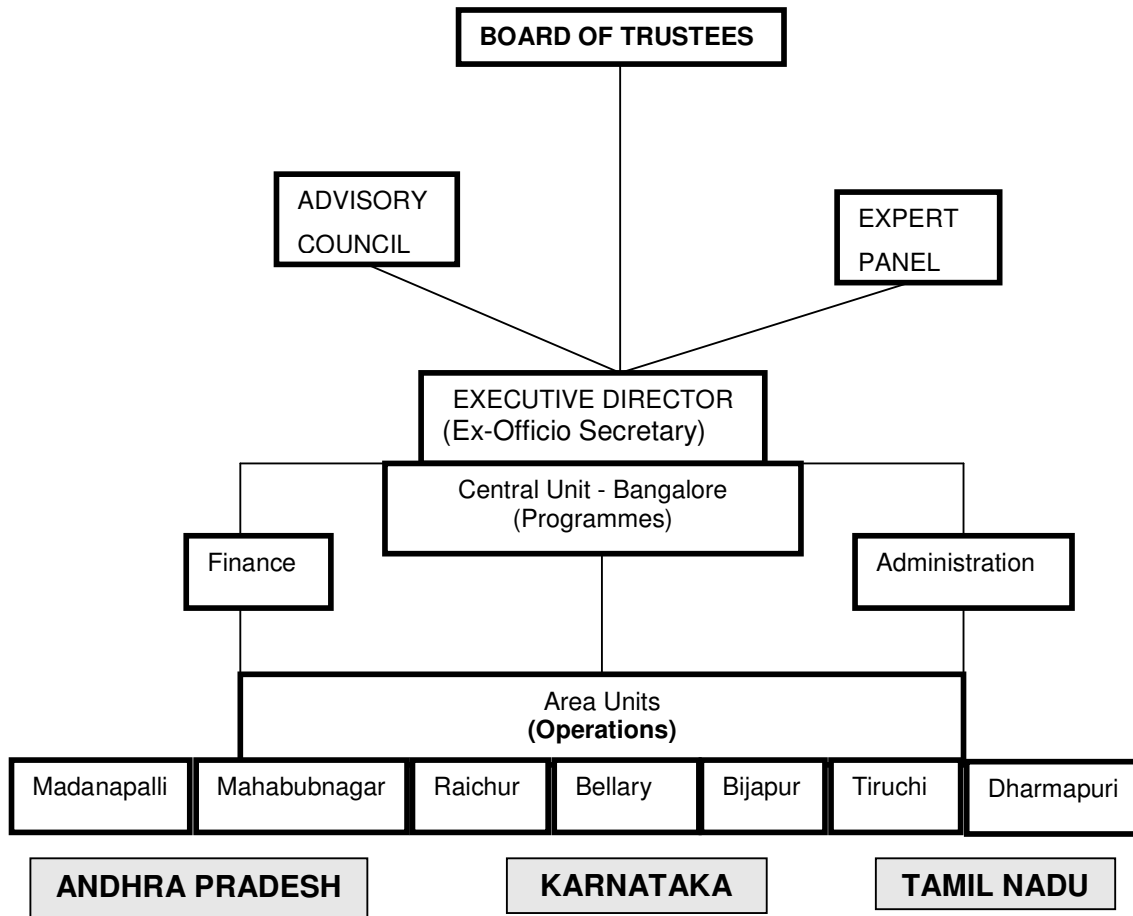 BOARD OF TRUSTEES
ADVISORY
COUNCIL
EXPERT
PANEL
EXECUTIVE DIRECTOR
(Ex-Officio Secretary)
Central Unit - Bangalore
(Programmes)
Finance
Administration
Area Units
(Operations)
Madanapalli
Mahabubnagar
Raichur
Bellary
Bijapur
Tiruchi
Dharmapuri
ANDHRA PRADESH
KARNATAKA
TAMIL NADU